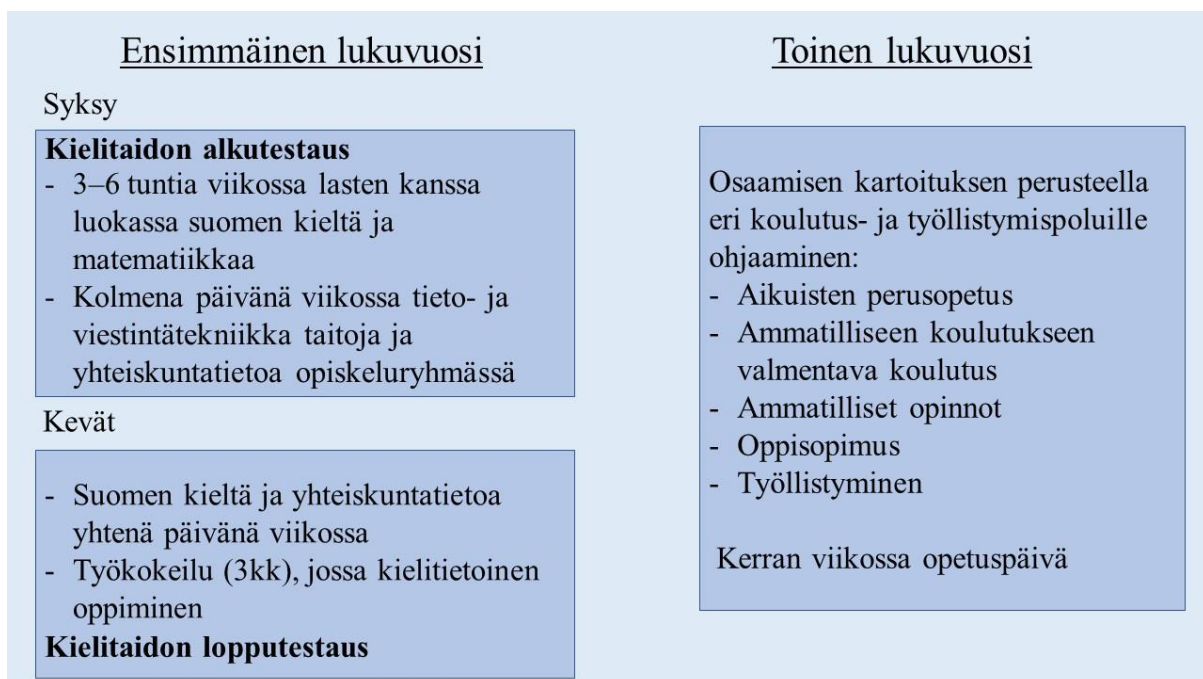 Ensimmäinen lukuvuosi
Syksy
Kielitaidon alkutestaus
- 3–6 tuntia viikossa lasten kanssa
luokassa suomen kieltä ja
matematiikkaa
- Kolmena päivänä viikossa tieto- ja
viestintätekniikka taitoja ja
yhteiskuntatietoa opiskeluryhmässä
Kevät
- Suomen kieltä ja yhteiskuntatietoa
yhtenä päivänä viikossa
- Työkokeilu (3kk), jossa kielitietoinen
oppiminen
Kielitaidon lopputestaus
Toinen lukuvuosi
Osaamisen kartoituksen perusteella
eri koulutus- ja työllistymispoluille
ohjaaminen:
- Aikuisten perusopetus
- Ammatilliseen koulutukseen
valmentava koulutus
- Ammatilliset opinnot
- Oppisopimus
- Työllistyminen
Kerran viikossa opetuspäivä